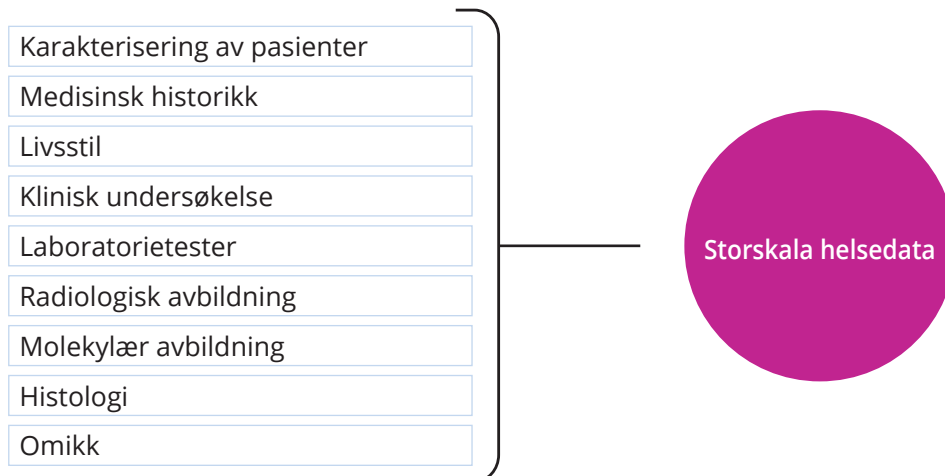 Karakterisering av pasienter
Medisinsk historikk
Livsstil
Klinisk undersøkelse
Laboratorietester
Radiologisk avbildning
Molekylær avbildning
Histologi
Omikk
Storskala helsedata